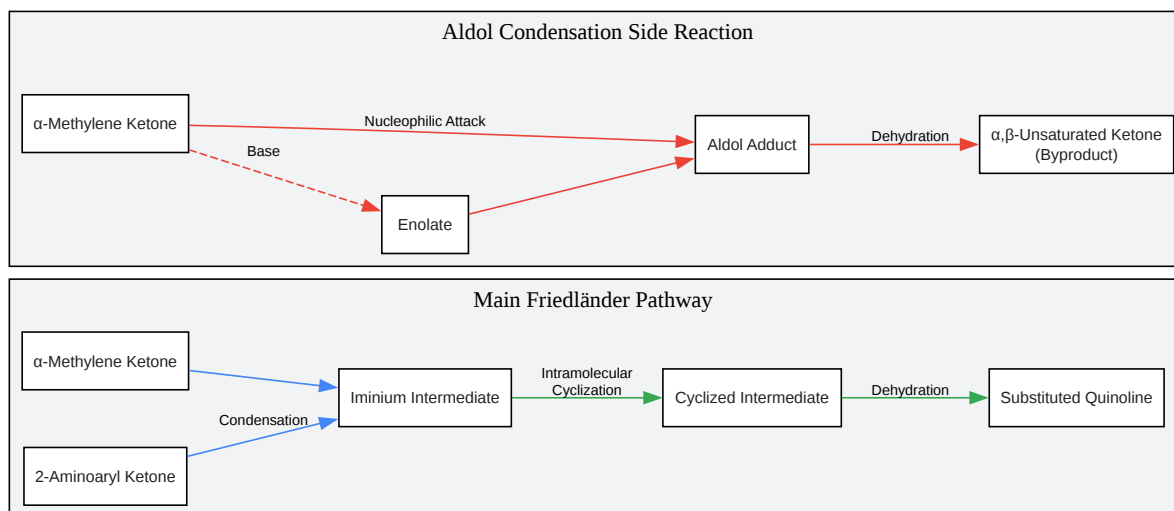 Aldol Condensation Side Reaction
α-Methylene Ketone
Nucleophilic Attack
Base
Enolate
Aldol Adduct
Dehydration
α,β-Unsaturated Ketone
(Byproduct)
Main Friedländer Pathway
α-Methylene Ketone
2-Aminoaryl Ketone
Condensation
Iminium Intermediate
Intramolecular
Cyclization
Cyclized Intermediate
Dehydration
Substituted Quinoline